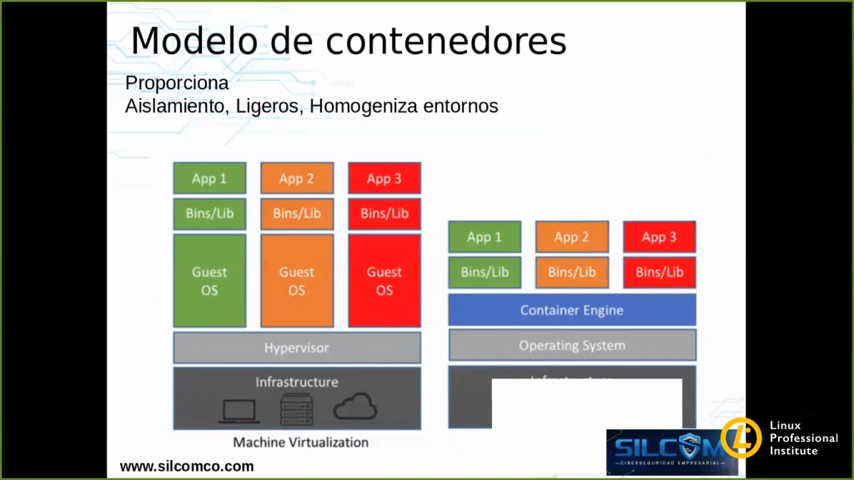 Modelo de contenedores
Proporciona
Aislamiento, Ligeros, Homogeniza entornos
App 1
App 2
App 3
Bins/Lib
Bins/Lib
Bins/Lib
Guest
OS
Guest
OS
Guest
OS
Hypervisor
Infrastructure
Machine Virtualization
App 1
App 2
App 3
Bins/Lib
Bins/Lib
Bins/Lib
Container Engine
Operating System
www.silcomco.com
SILCOM
CIBERSEGURIDAD EMPRESARIAL
Linux
Professional
Institute